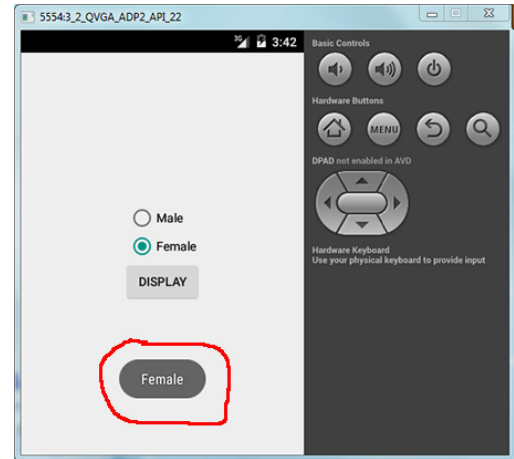 5554:3_2_QVGA_ADP2_API_22
3G 3:42
Male
Female
DISPLAY
Female
Basic Controls
Hardware Buttons
MENU
DPAD not enabled in AVD
Hardware Keyboard
Use your physical keyboard to provide input